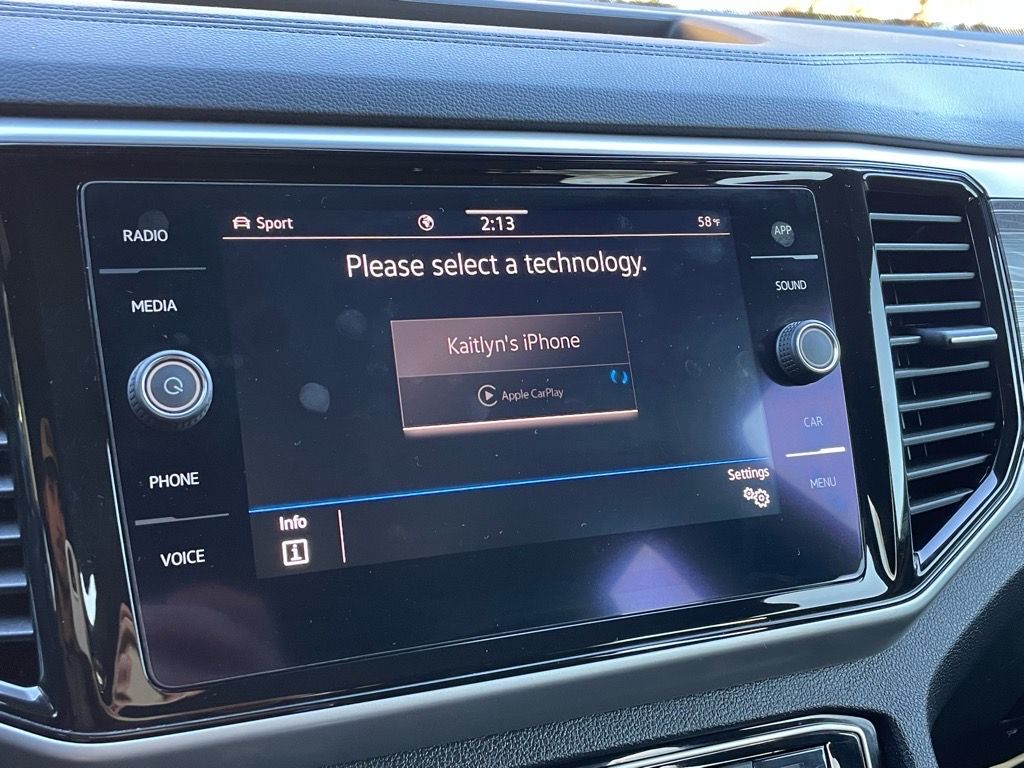 RADIO
MEDIA
PHONE
VOICE
Sport
2:13
58°F
Please select a technology.
Kaitlyn's iPhone
Apple CarPlay
Settings
Info
i
APP
SOUND
CAR
MENU